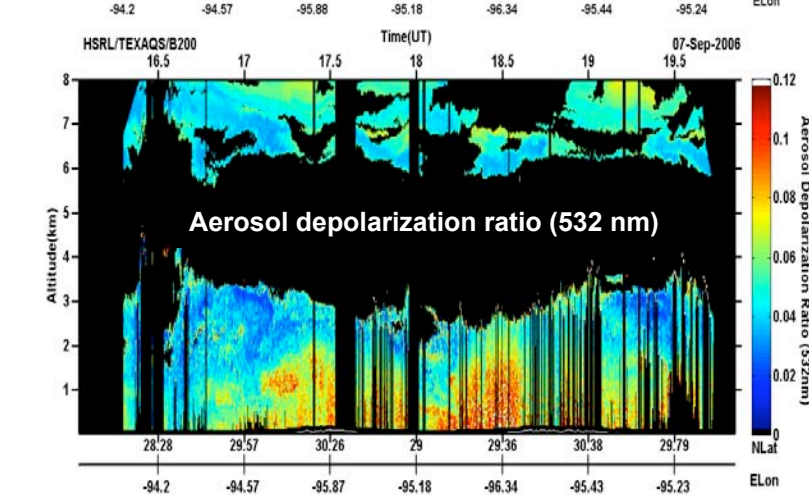 -94.2 -94.57 -95.88 -95.18 -96.34 -95.44 -95.24 ELon
HSRL/TEXAQS/B200 Time(UT) 07-Sep-2006
16.5 17 17.5 18 18.5 19 19.5
8
7
6
5
4
3
2
1
Altitude(km)
Aerosol depolarization ratio (532 nm)
0.12
0.1
0.08
0.06
0.04
0.02
0
Aerosol Depolarization Ratio (532nm)
28.28 29.57 30.26 29 29.36 30.38 29.79 NLat
-94.2 -94.57 -95.87 -95.18 -96.34 -95.43 -95.23 ELon